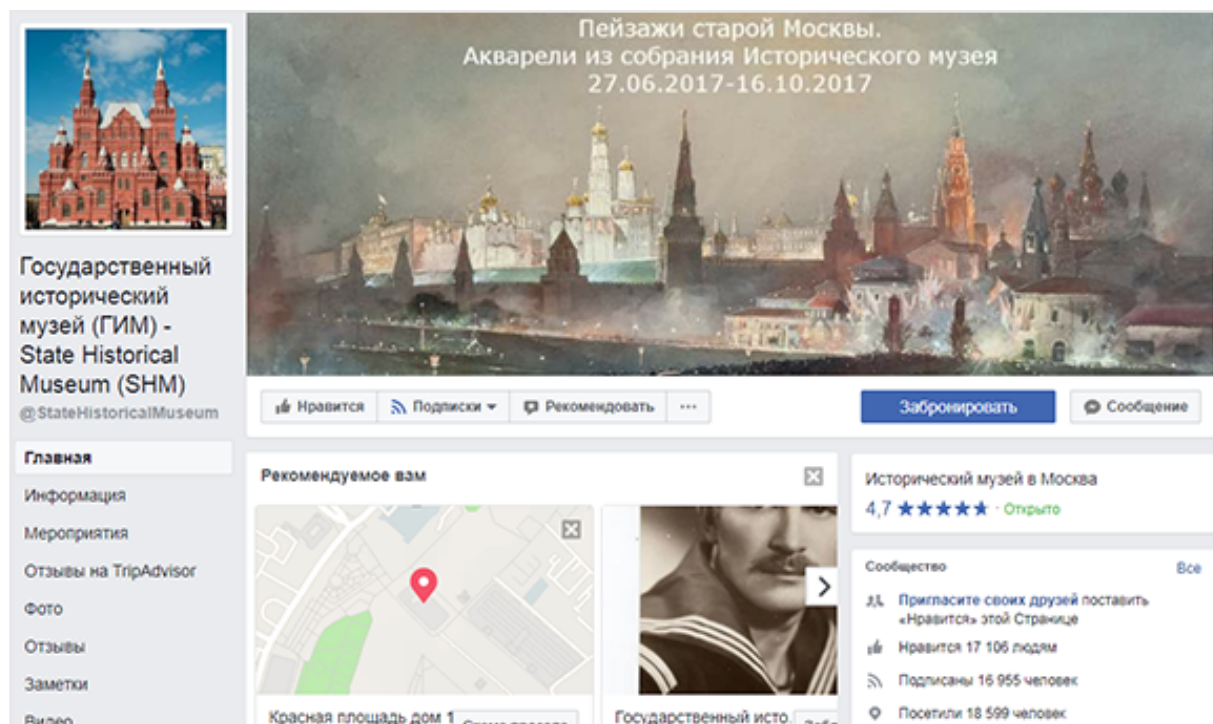 Пейзажи старой Москвы.
Акварели из собрания Исторического музея
27.06.2017-16.10.2017
Государственный
исторический
музей (ГИМ) -
State Historical
Museum (SHM)
@StateHistoricalMuseum
Нравится
Подписки
Рекомендовать
Забронировать
Сообщение
Главная
Информация
Мероприятия
Отзывы на TripAdvisor
Фото
Отзывы
Заметки
Видео
Рекомендуемое вам
Красная площадь дом 1
Государственный исто.
Исторический музей в Москва
4,7 ★★★★★ · Открыто
Сообщество Все
Пригласите своих друзей поставить
«Нравится» этой Странице
Нравится 17 106 людям
Подписаны 16 955 человек
Посетили 18 599 человек